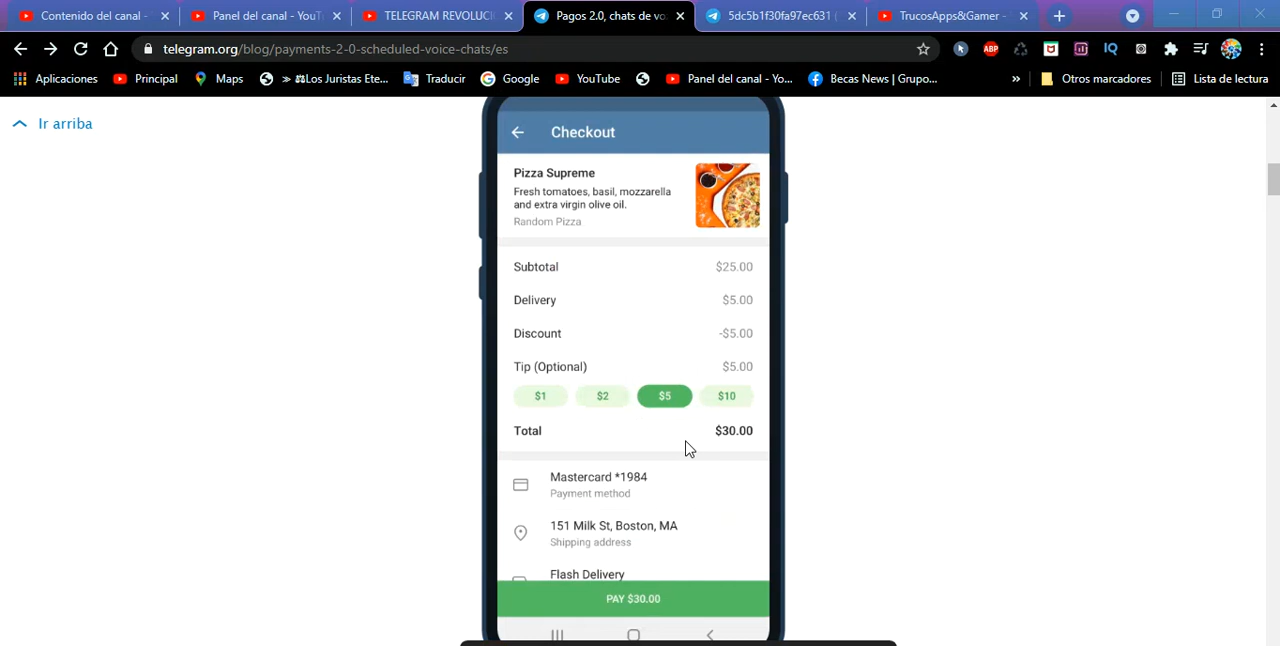 Contenido del canal -
Panel del canal - YouT
TELEGRAM REVOLUCI
Pagos 2.0, chats de vo
5dc5b1f30fa97ec631 (
TrucosApps&Gamer -
telegram.org/blog/payments-2-0-scheduled-voice-chats/es
ABP
IQ
Aplicaciones
Principal
Maps
» ⚖Los Juristas Ete...
Traducir
Google
YouTube
Panel del canal - Yo...
Becas News | Grupo...
»
Otros marcadores
Lista de lectura
Ir arriba
Checkout
Pizza Supreme
Fresh tomatoes, basil, mozzarella
and extra virgin olive oil.
Random Pizza
Subtotal $25.00
Delivery $5.00
Discount -$5.00
Tip (Optional) $5.00
$1 $2 $5 $10
Total $30.00
Mastercard *1984
Payment method
151 Milk St, Boston, MA
Shipping address
Flash Delivery
PAY $30.00